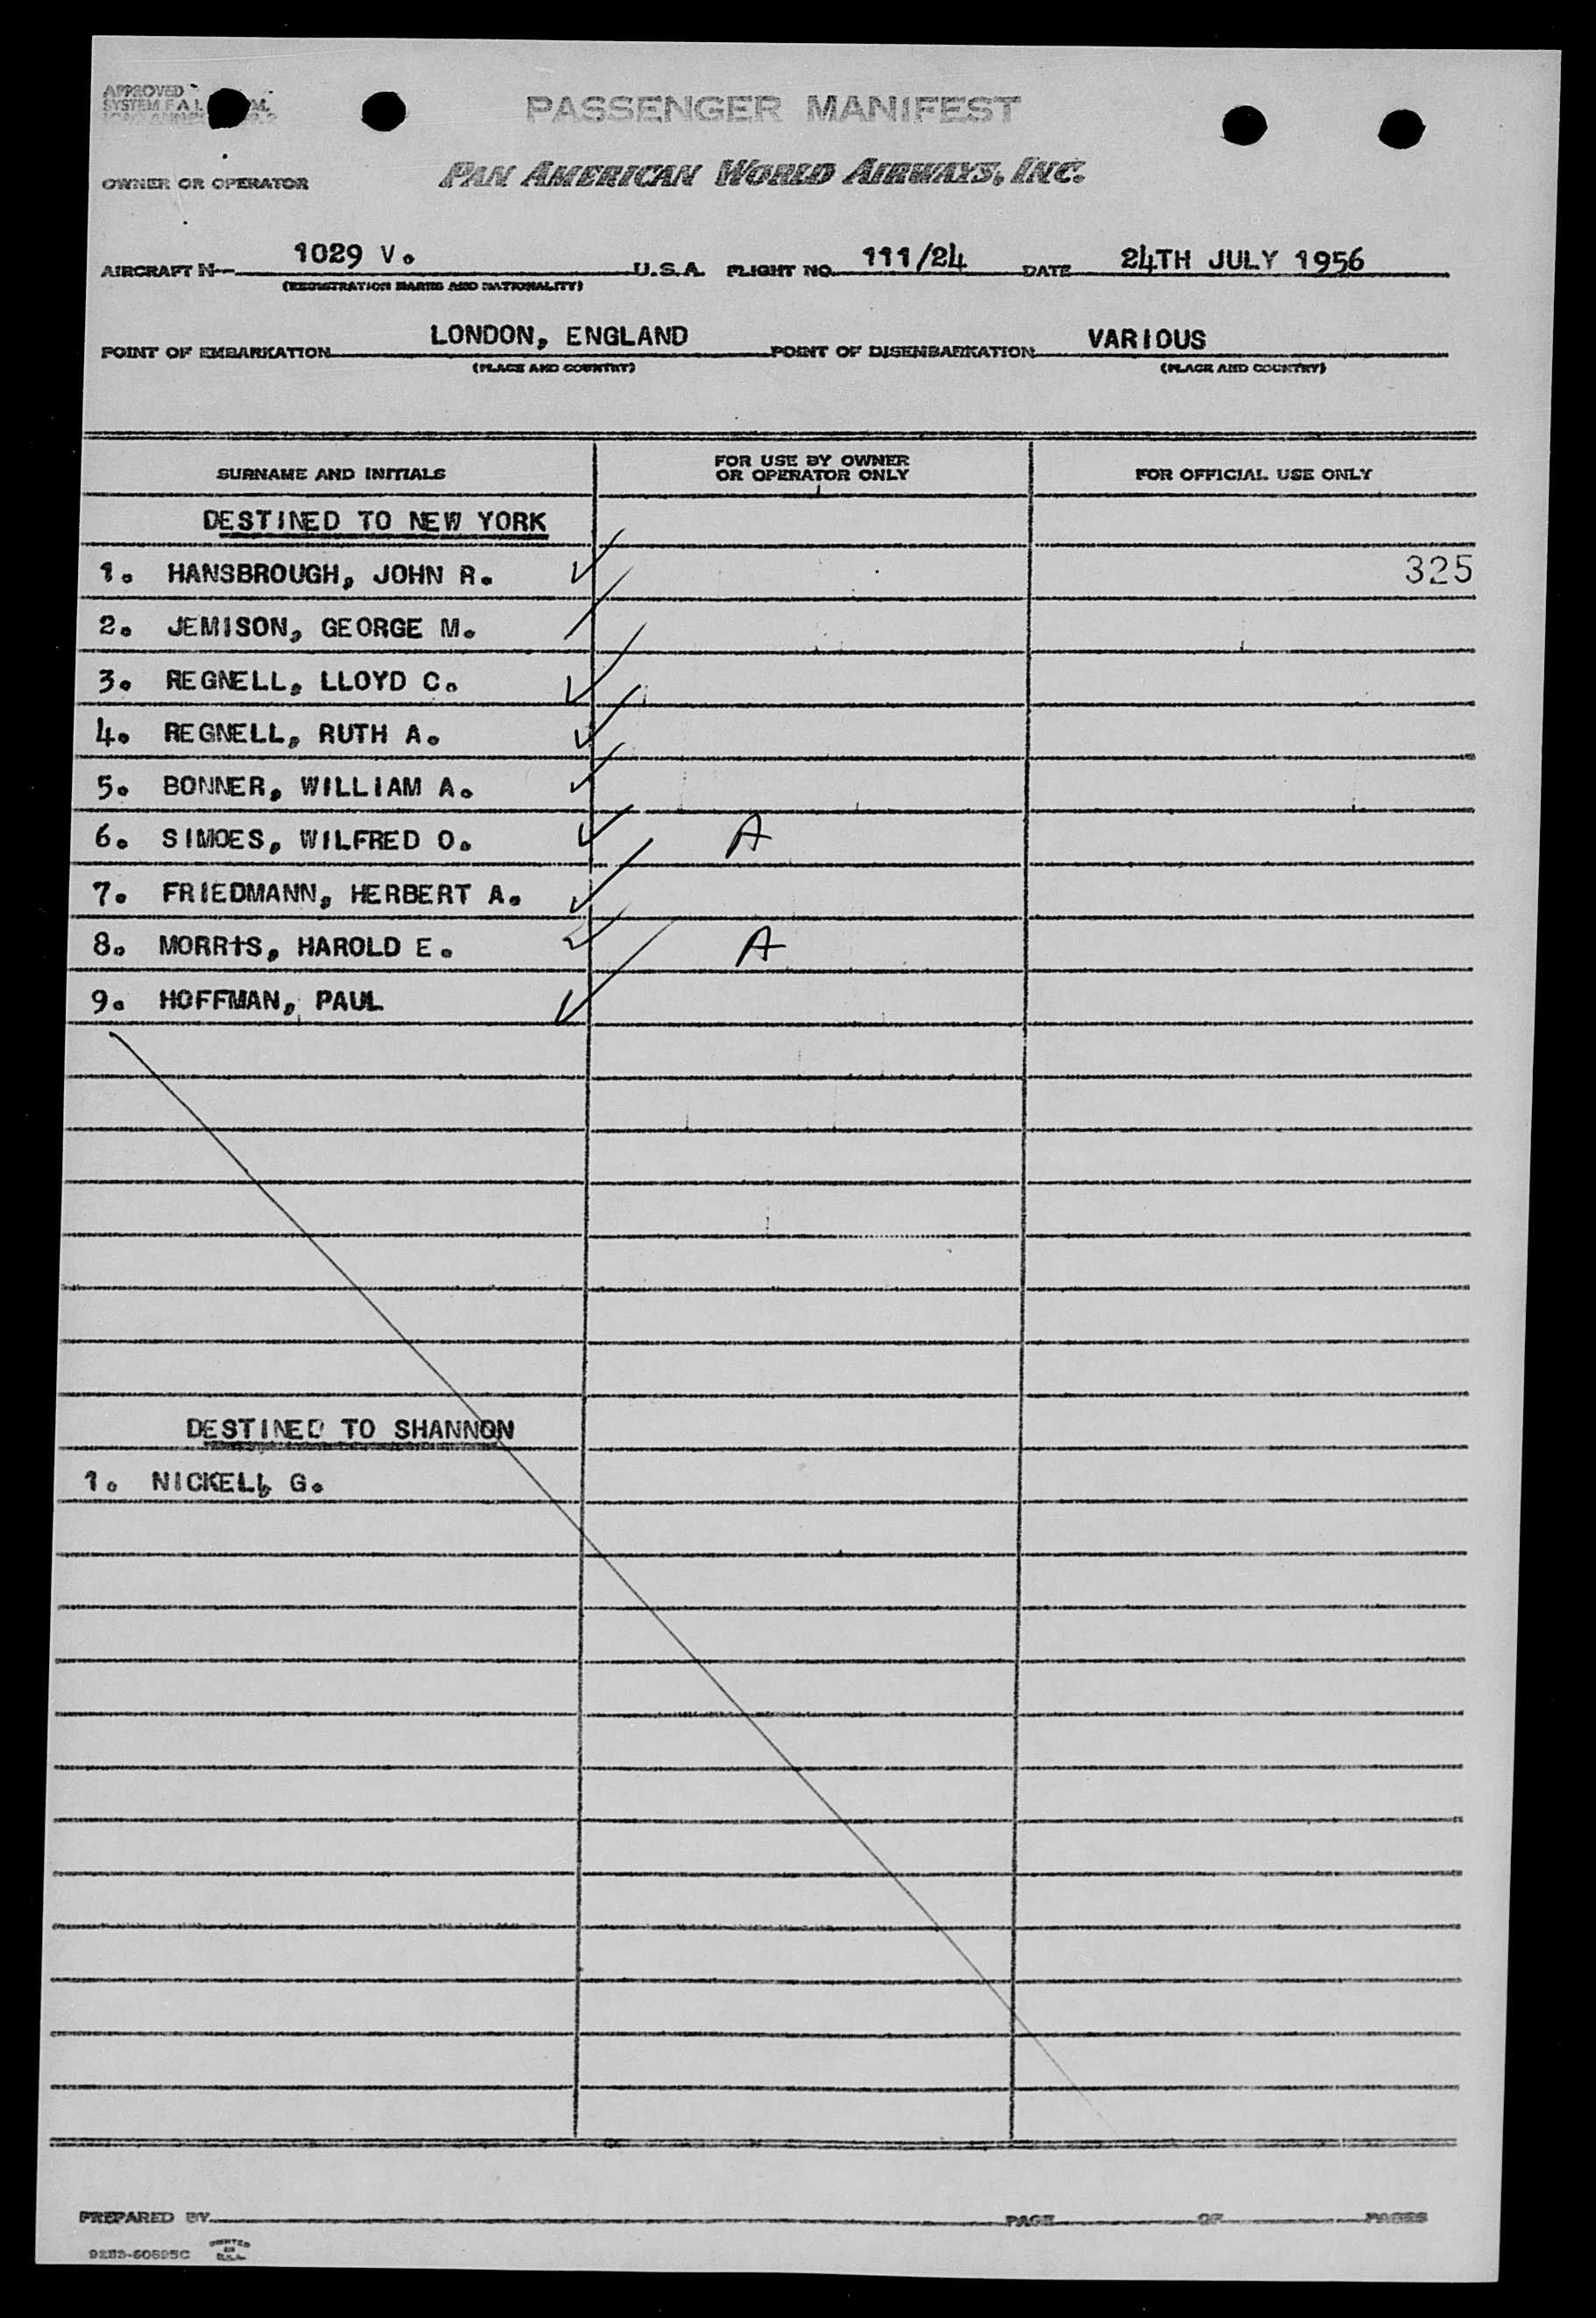 APPROVED
SYSTEM F.A.L. M.
PASSENGER MANIFEST
OWNER OR OPERATOR
PAN AMERICAN WORLD AIRWAYS, INC.
AIRCRAFT N- 1029 V. U.S.A. FLIGHT NO. 111/24 DATE 24TH JULY 1956
(REGISTRATION MARKS AND NATIONALITY)
POINT OF EMBARKATION LONDON, ENGLAND POINT OF DISEMBARKATION VARIOUS
(PLACE AND COUNTRY) (PLACE AND COUNTRY)
SURNAME AND INITIALS
FOR USE BY OWNER
OR OPERATOR ONLY
FOR OFFICIAL USE ONLY
DESTINED TO NEW YORK
1. HANSBROUGH, JOHN R. 325
2. JEMISON, GEORGE M.
3. REGNELL, LLOYD C.
4. REGNELL, RUTH A.
5. BONNER, WILLIAM A.
6. SIMOES, WILFRED O. A
7. FRIEDMANN, HERBERT A.
8. MORRIS, HAROLD E. A
9. HOFFMAN, PAUL
DESTINED TO SHANNON
1. NICKELL, G.
PREPARED BY PAGE OF PAGES
PRINTED
IN
U.S.A.